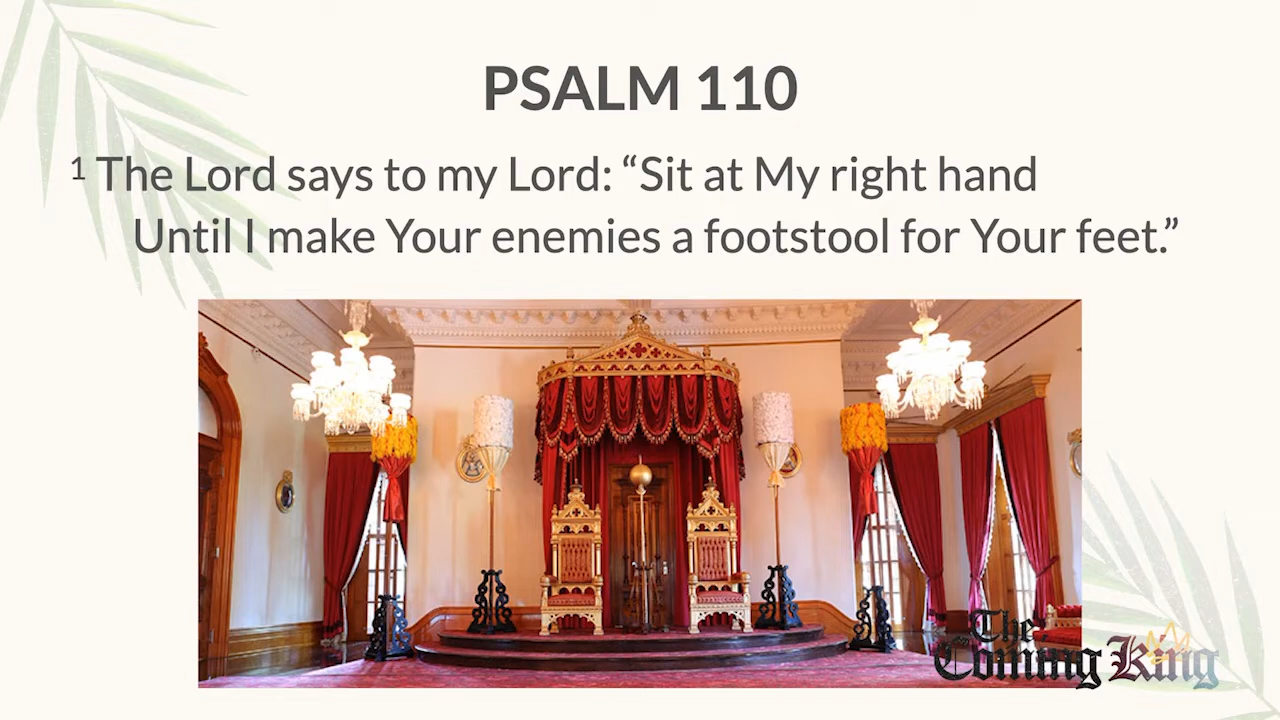 PSALM 110
1 The Lord says to my Lord: “Sit at My right hand
Until I make Your enemies a footstool for Your feet.”
The
Coming King